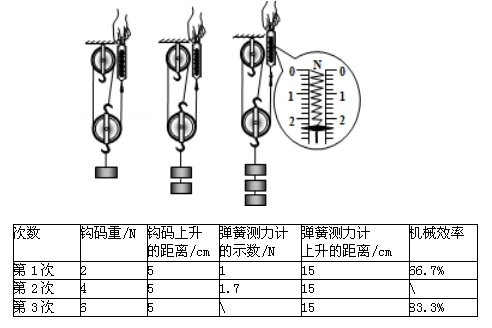 N
0 0
1 1
2 2
次数 钩码重/N 钩码上升的距离/cm 弹簧测力计的示数/N 弹簧测力计上升的距离/cm 机械效率
第1次 2 5 1 15 66.7%
第2次 4 5 1.7 15 \
第3次 6 5 \ 15 83.3%